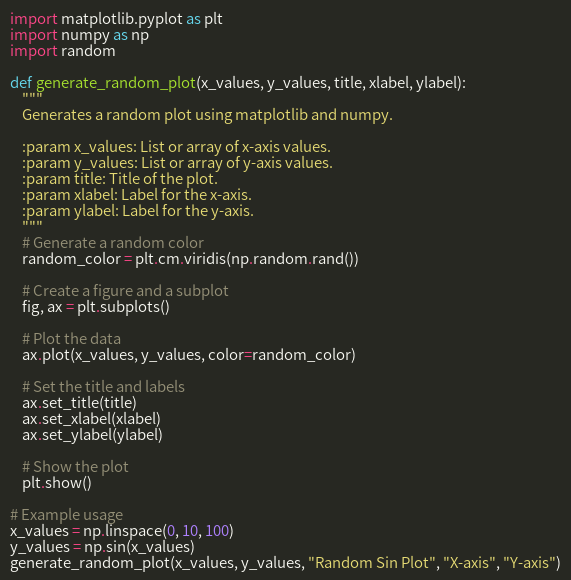 import matplotlib.pyplot as plt
import numpy as np
import random

def generate_random_plot(x_values, y_values, title, xlabel, ylabel):
    """
    Generates a random plot using matplotlib and numpy.

    :param x_values: List or array of x-axis values.
    :param y_values: List or array of y-axis values.
    :param title: Title of the plot.
    :param xlabel: Label for the x-axis.
    :param ylabel: Label for the y-axis.
    """
    # Generate a random color
    random_color = plt.cm.viridis(np.random.rand())

    # Create a figure and a subplot
    fig, ax = plt.subplots()

    # Plot the data
    ax.plot(x_values, y_values, color=random_color)

    # Set the title and labels
    ax.set_title(title)
    ax.set_xlabel(xlabel)
    ax.set_ylabel(ylabel)

    # Show the plot
    plt.show()

# Example usage
x_values = np.linspace(0, 10, 100)
y_values = np.sin(x_values)
generate_random_plot(x_values, y_values, "Random Sin Plot", "X-axis", "Y-axis")